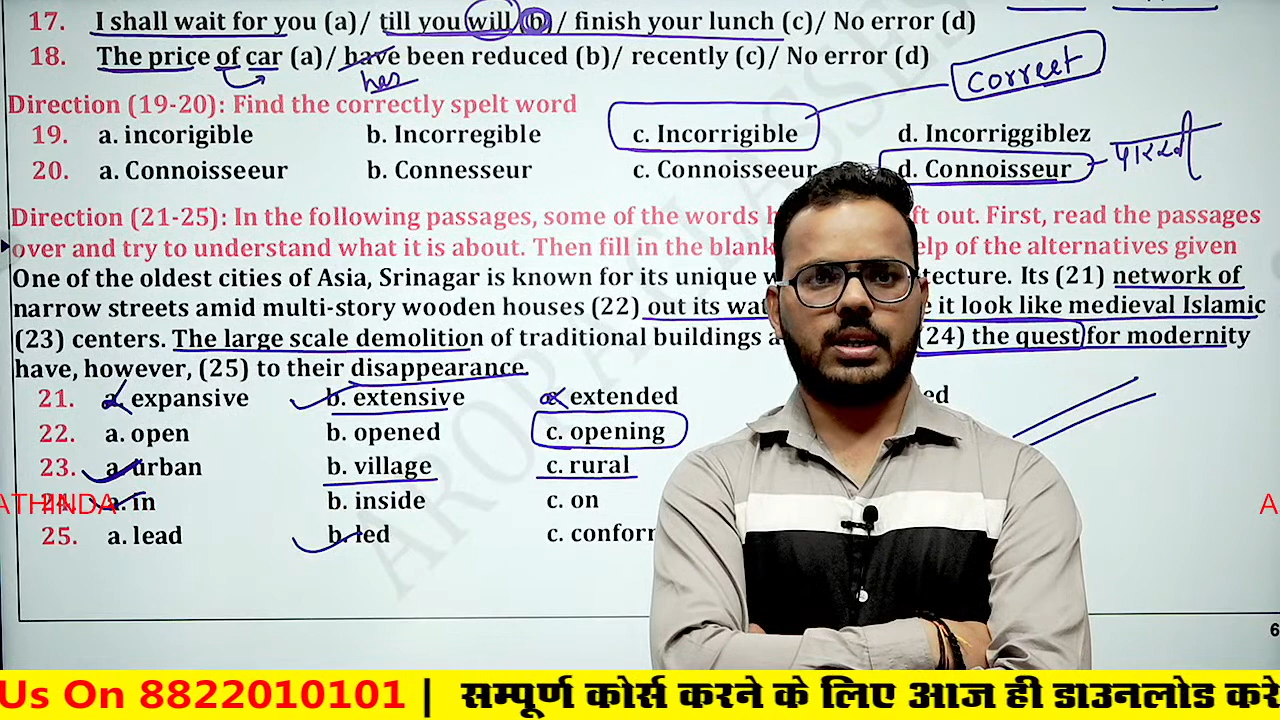 17. I shall wait for you (a)/ till you will (b)/ finish your lunch (c)/ No error (d)
18. The price of car (a)/ have been reduced (b)/ recently (c)/ No error (d)
has
correct
Direction (19-20): Find the correctly spelt word
19. a. incorigible b. Incorregible c. Incorrigible d. Incorriggiblez
20. a. Connoisseeur b. Connesseur c. Connoisseeur d. Connoisseur
Direction (21-25): In the following passages, some of the words ft out. First, read the passages
over and try to understand what it is about. Then fill in the blank elp of the alternatives given
One of the oldest cities of Asia, Srinagar is known for its unique tecture. Its (21) network of
narrow streets amid multi-story wooden houses (22) out its it look like medieval Islamic
(23) centers. The large scale demolition of traditional buildings (24) the quest for modernity
have, however, (25) to their disappearance.
21. a. expansive b. extensive c. extended ed
22. a. open b. opened c. opening
23. a. urban b. village c. rural
24. a. in b. inside c. on
25. a. lead b. led c.
ATHINDA
A
ARORA CLASSES
6
Us On 8822010101 | सम्पूर्ण कोर्स करने के लिए आज ही डाउनलोड करे